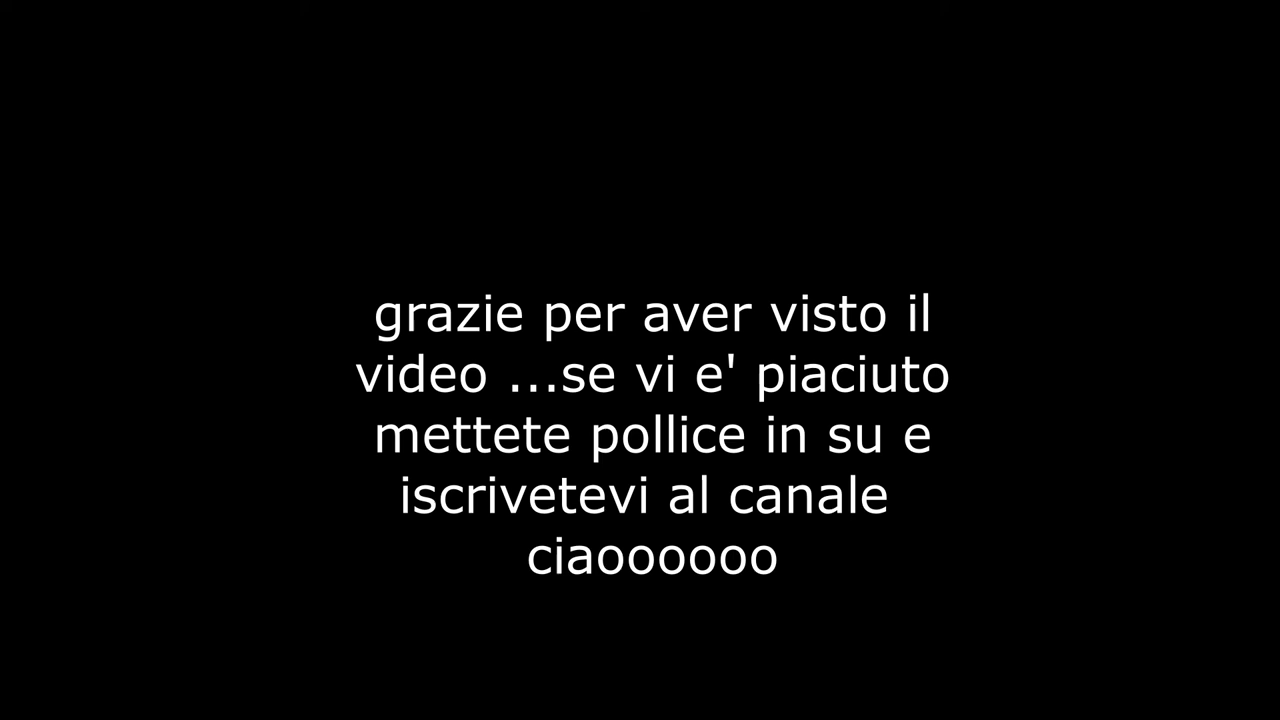 grazie per aver visto il
video ...se vi e' piaciuto
mettete pollice in su e
iscrivetevi al canale
ciaoooooo